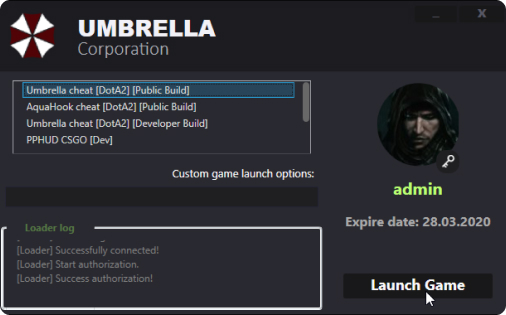 UMBRELLA
Corporation
Umbrella cheat [DotA2] [Public Build]
AquaHook cheat [DotA2] [Public Build]
Umbrella cheat [DotA2] [Developer Build]
PPHUD CSGO [Dev]
Custom game launch options:
Loader log
[Loader] Successfully connected!
[Loader] Start authorization.
[Loader] Success authorization!
admin
Expire date: 28.03.2020
Launch Game